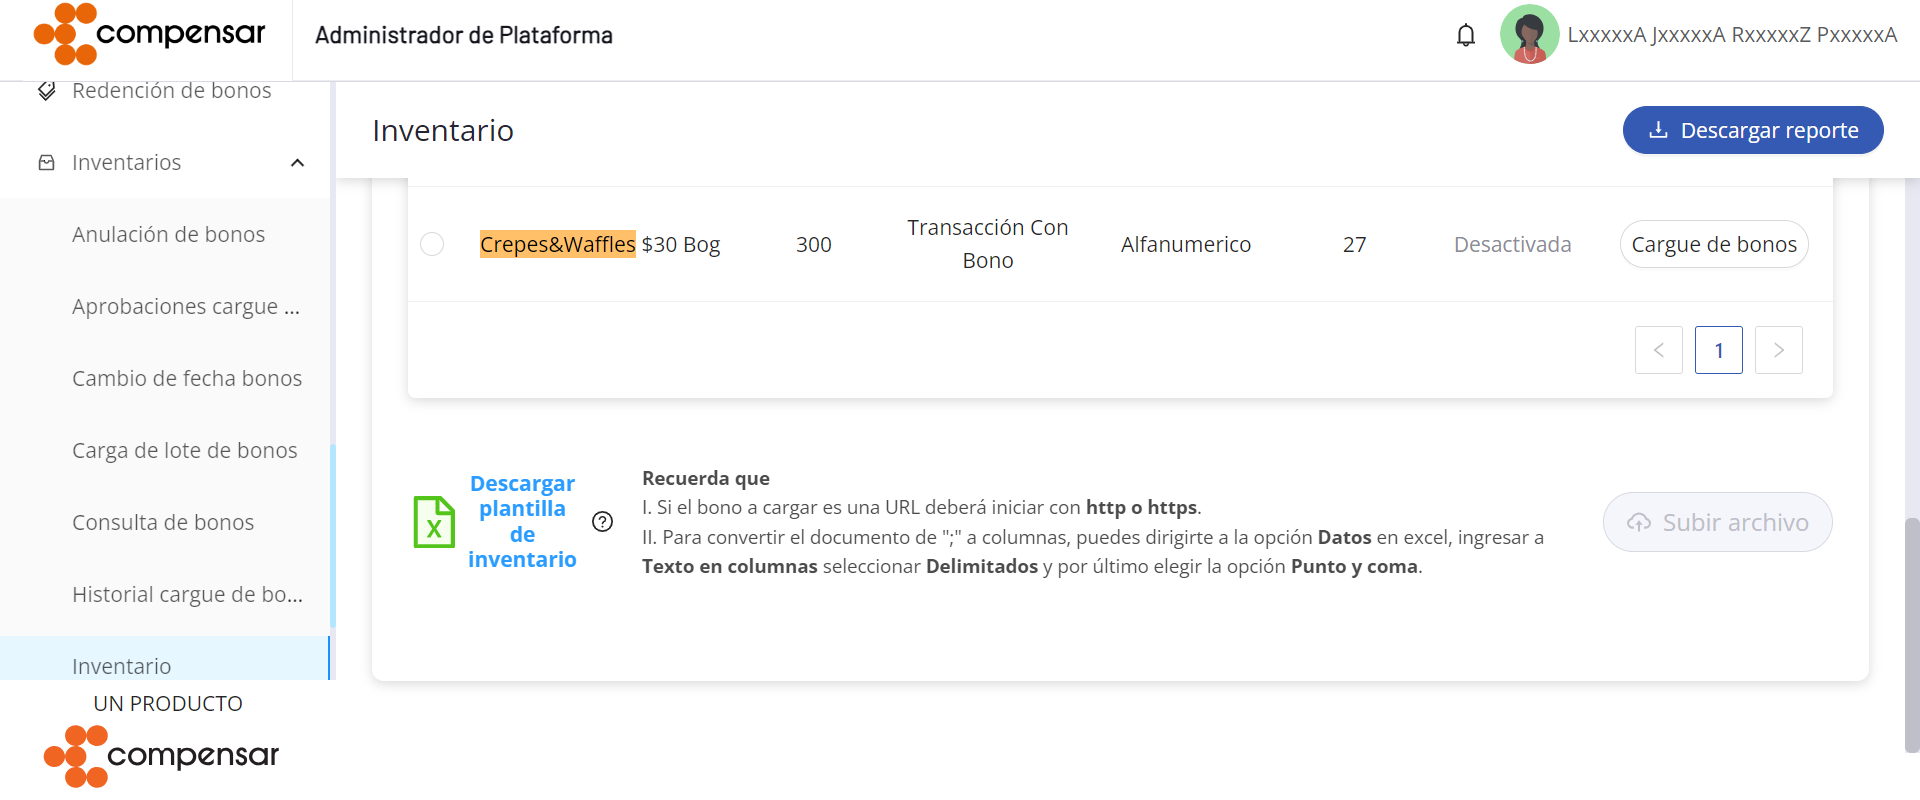 compensar
Administrador de Plataforma
LxxxxxA JxxxxxA RxxxxxZ PxxxxxA
Redención de bonos
Inventarios
Anulación de bonos
Aprobaciones cargue ...
Cambio de fecha bonos
Carga de lote de bonos
Consulta de bonos
Historial cargue de bo...
Inventario
UN PRODUCTO
compensar
Inventario
Descargar reporte
Crepes&Waffles $30 Bog
300
Transacción Con
Bono
Alfanumerico
27
Desactivada
Cargue de bonos
1
Descargar
plantilla
de
inventario
Recuerda que
I. Si el bono a cargar es una URL deberá iniciar con http o https.
II. Para convertir el documento de ";" a columnas, puedes dirigirte a la opción Datos en excel, ingresar a
Texto en columnas seleccionar Delimitados y por último elegir la opción Punto y coma.
Subir archivo